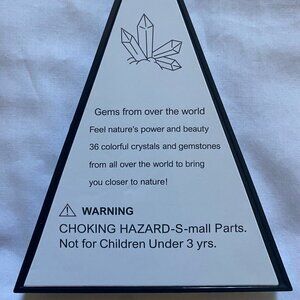 Gems from over the world
Feel nature's power and beauty
36 colorful crystals and gemstones
from all over the world to bring
you closer to nature!
⚠ WARNING
CHOKING HAZARD-S-mall Parts.
Not for Children Under 3 yrs.